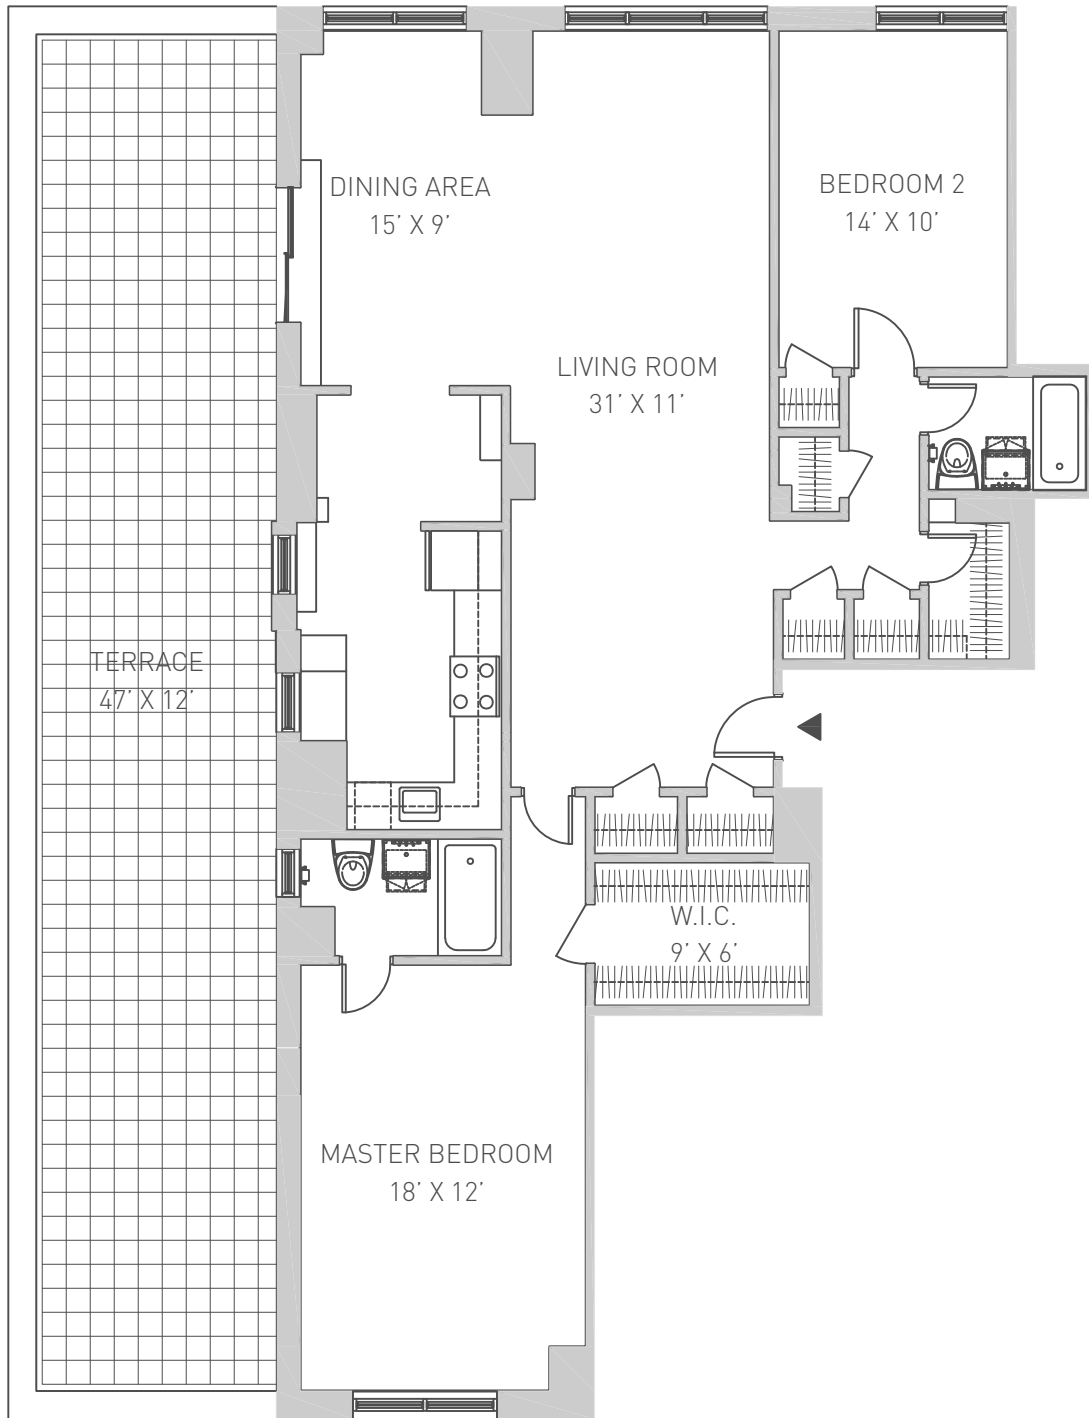 DINING AREA
15’ X 9’
BEDROOM 2
14’ X 10’
LIVING ROOM
31’ X 11’
TERRACE
47’ X 12’
W.I.C.
9’ X 6’
MASTER BEDROOM
18’ X 12’